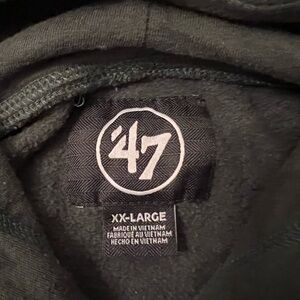 '47
XX-LARGE
MADE IN VIETNAM
FABRIQUÉ AU VIETNAM
HECHO EN VIETNAM